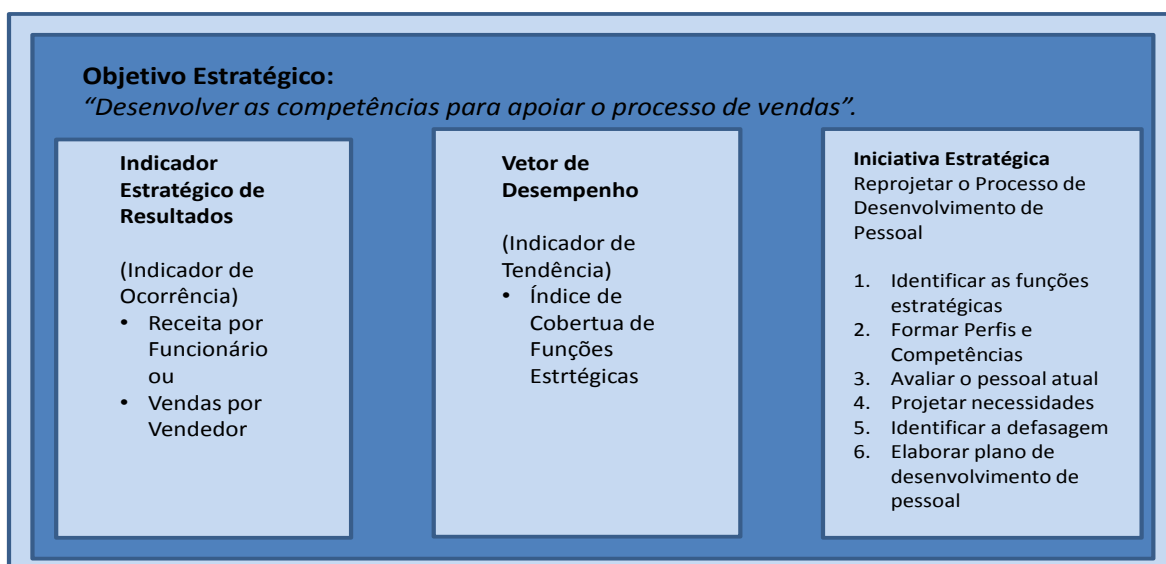 Objetivo Estratégico:
“Desenvolver as competências para apoiar o processo de vendas”.
Indicador
Estratégico de
Resultados
(Indicador de
Ocorrência)
• Receita por
Funcionário
ou
• Vendas por
Vendedor
Vetor de
Desempenho
(Indicador de
Tendência)
• Índice de
Cobertua de
Funções
Estrtégicas
Iniciativa Estratégica
Reprojetar o Processo de
Desenvolvimento de
Pessoal
1. Identificar as funções
estratégicas
2. Formar Perfis e
Competências
3. Avaliar o pessoal atual
4. Projetar necessidades
5. Identificar a defasagem
6. Elaborar plano de
desenvolvimento de
pessoal